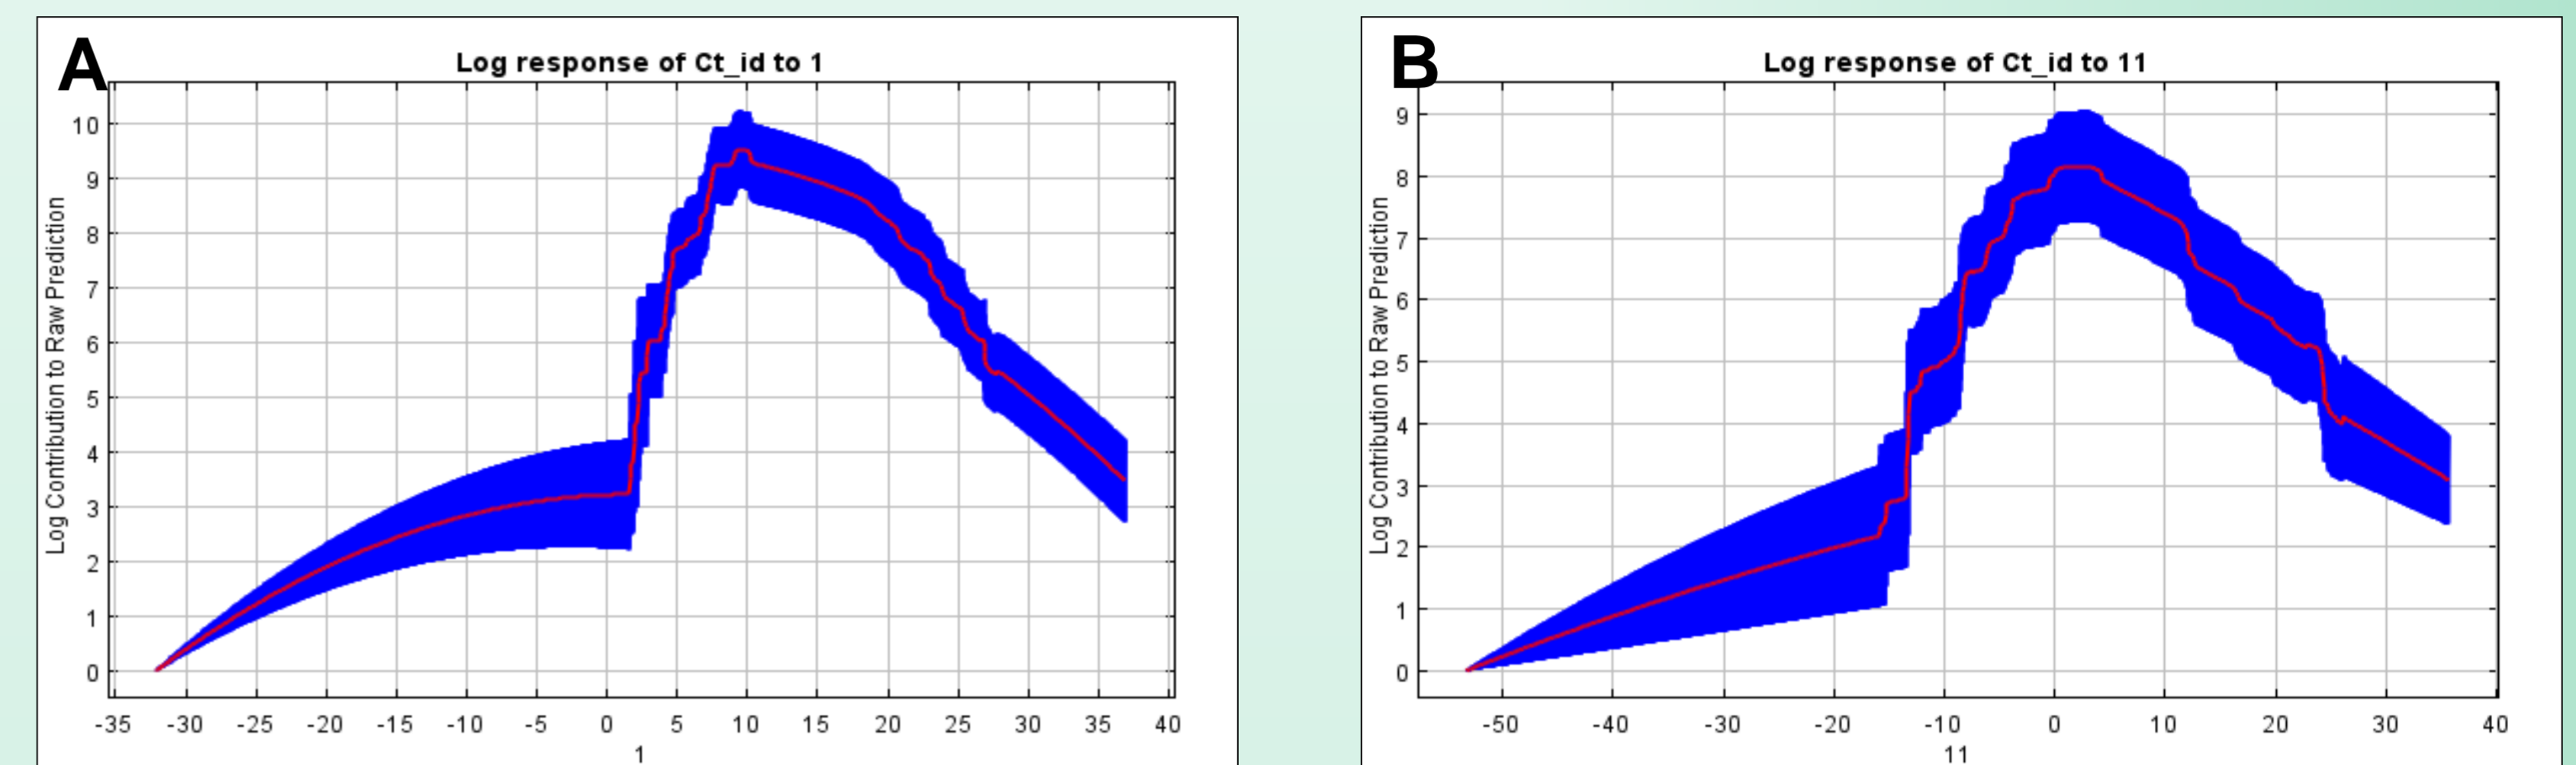 A
Log response of Ct_id to 1
Log Contribution to Raw Prediction
10
9
8
7
6
5
4
3
2
1
0
-35 -30 -25 -20 -15 -10 -5 0 5 10 15 20 25 30 35 40
1
B
Log response of Ct_id to 11
Log Contribution to Raw Prediction
9
8
7
6
5
4
3
2
1
0
-50 -40 -30 -20 -10 0 10 20 30 40
11